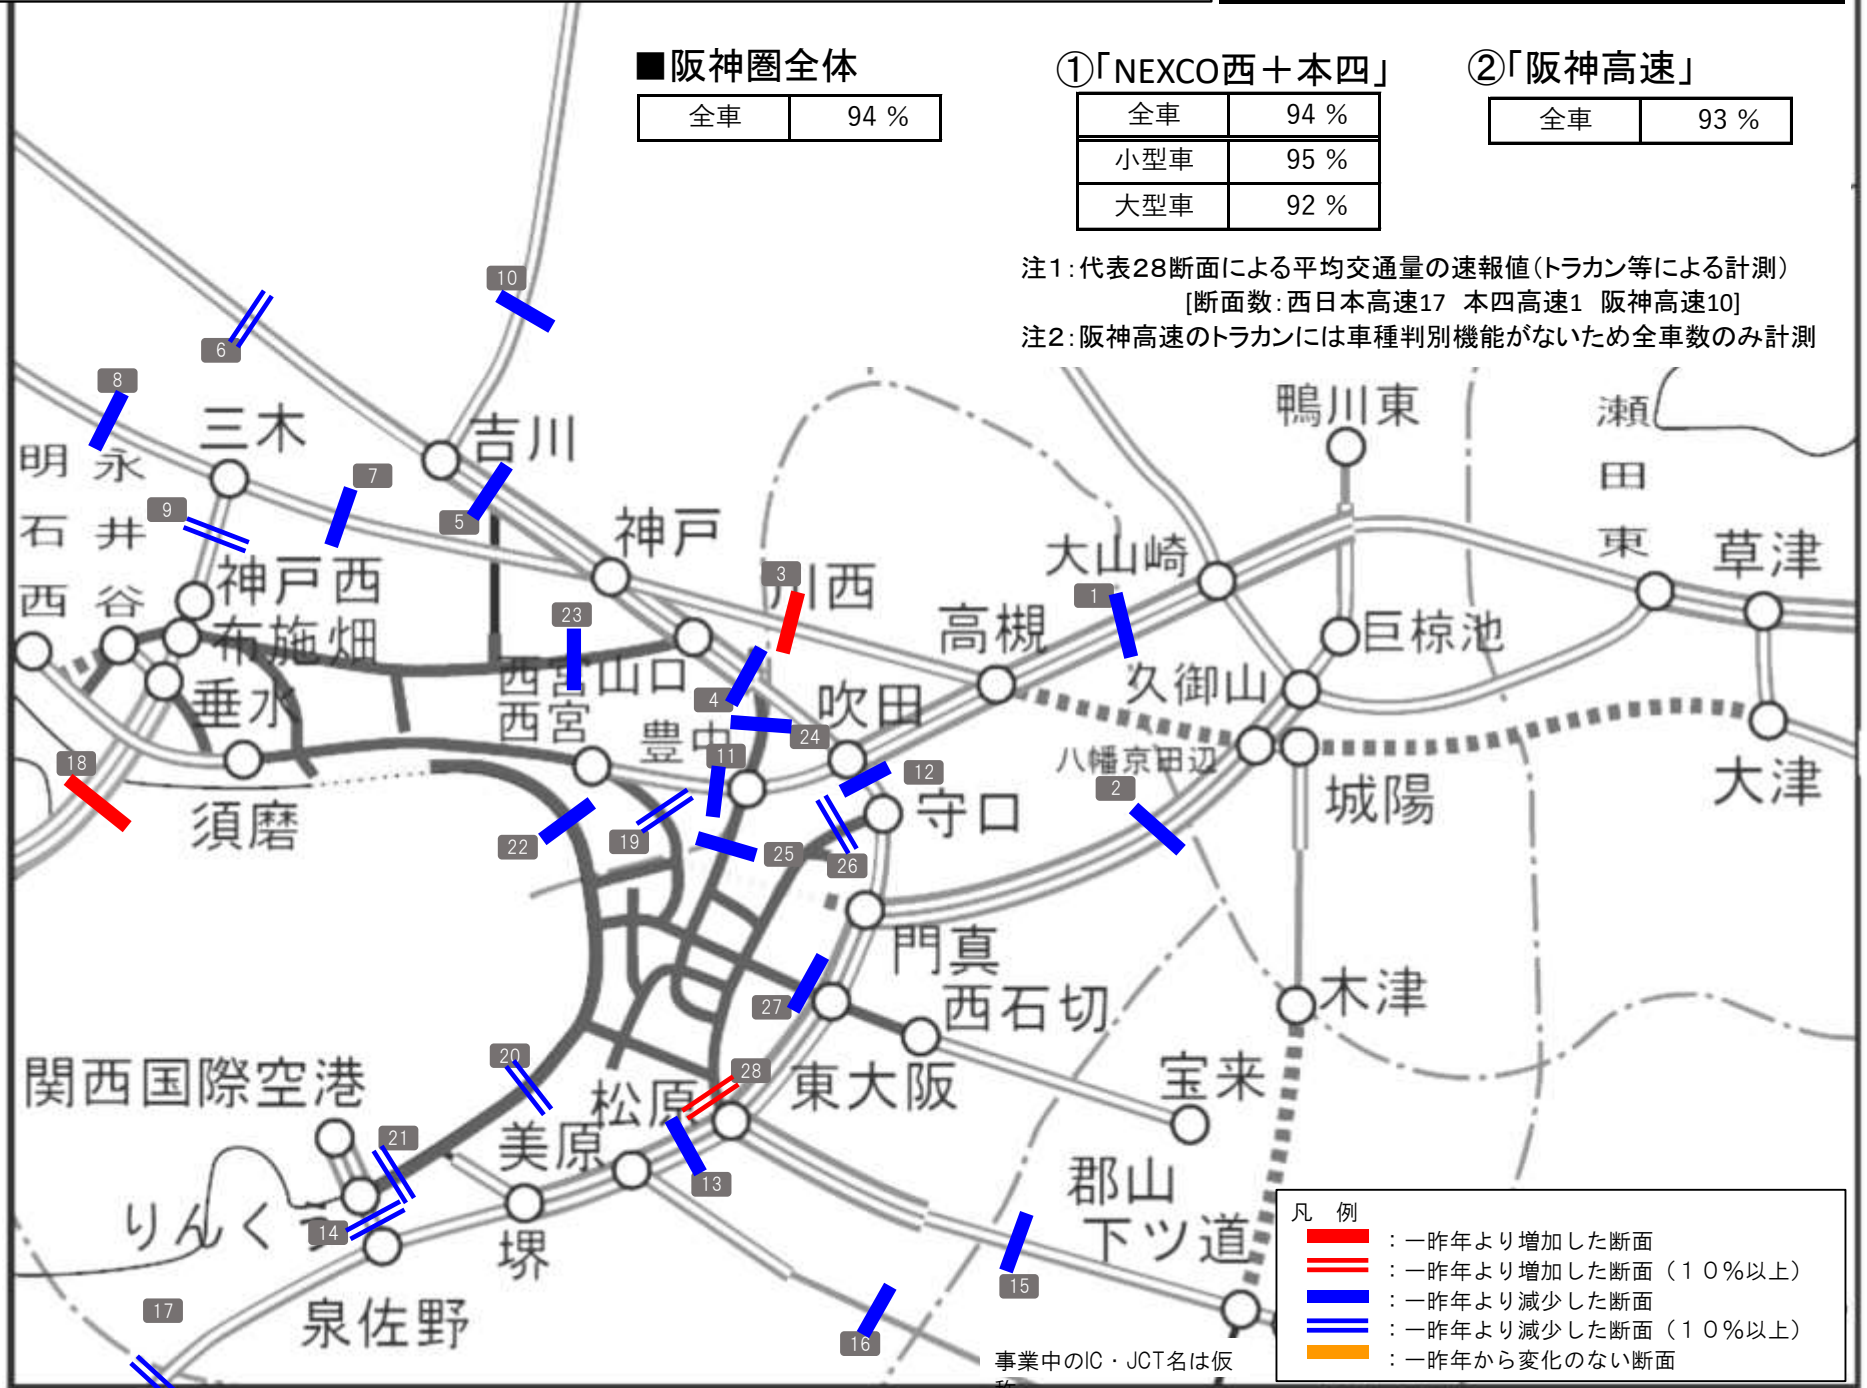 ■阪神圏全体
全車 94 %
①「NEXCO西＋本四」
全車 94 %
小型車 95 %
大型車 92 %
②「阪神高速」
全車 93 %
注1：代表28断面による平均交通量の速報値（トラカン等による計測）
[断面数：西日本高速17 本四高速1 阪神高速10]
注2：阪神高速のトラカンには車種判別機能がないため全車数のみ計測
10
6
8
三木
吉川
鴨川東
瀬田東
明石西
永井谷
7
9
5
神戸
神戸西
布施畑
3
川西
大山崎
1
高槻
草津
巨椋池
久御山
23
西宮山口
4
吹田
垂水
西宮
豊中
24
八幡京田辺
18
11
12
2
城陽
大津
須磨
22
19
25
26
守口
門真
27
西石切
木津
関西国際空港
20
松原
28
東大阪
宝来
21
美原
13
郡山
下ツ道
りんくう
14
堺
15
17
泉佐野
16
事業中のIC・JCT名は仮
称
凡 例
：一昨年より増加した断面
：一昨年より増加した断面（１０％以上）
：一昨年より減少した断面
：一昨年より減少した断面（１０％以上）
：一昨年から変化のない断面